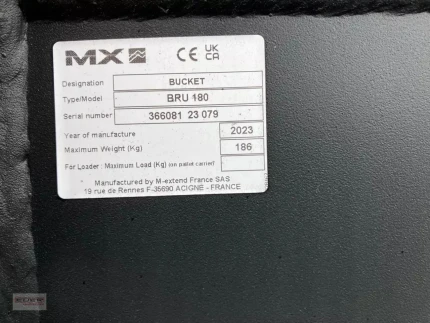 MX CE UK CA
Designation BUCKET
Type/Model BRU 180
Serial number 366081 23 079
Year of manufacture 2023
Maximum Weight (Kg) 186
For Loader : Maximum Load (Kg) (on pallet carrier)
Manufactured by M-extend France SAS
19 rue de Rennes F-35690 ACIGNE - FRANCE